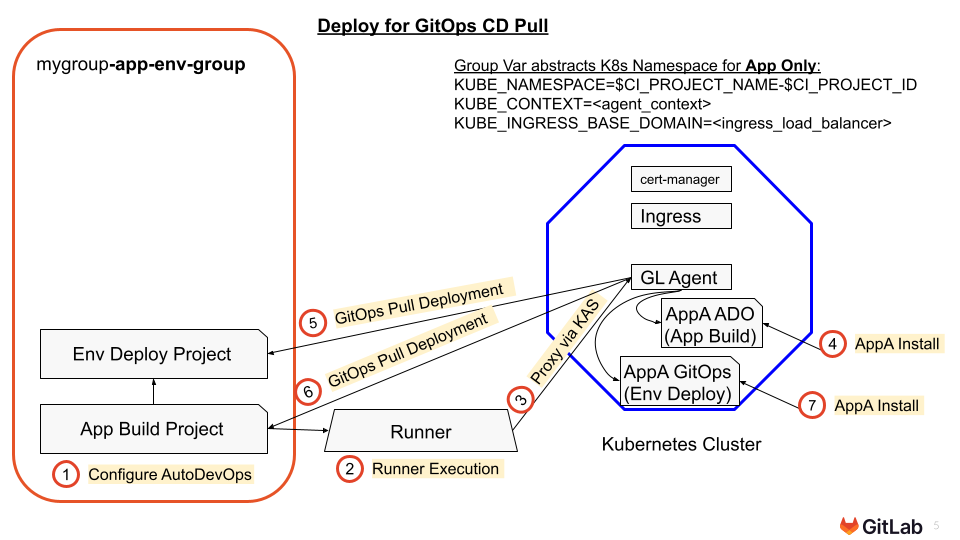 Deploy for GitOps CD Pull
mygroup-app-env-group
Group Var abstracts K8s Namespace for App Only:
KUBE_NAMESPACE=$CI_PROJECT_NAME-$CI_PROJECT_ID
KUBE_CONTEXT=<agent_context>
KUBE_INGRESS_BASE_DOMAIN=<ingress_load_balancer>
cert-manager
Ingress
GL Agent
AppA ADO
(App Build)
AppA GitOps
(Env Deploy)
4 AppA Install
7 AppA Install
Kubernetes Cluster
5 GitOps Pull Deployment
6 GitOps Pull Deployment
3 Proxy via KAS
Env Deploy Project
App Build Project
Runner
1 Configure AutoDevOps
2 Runner Execution
GitLab
5